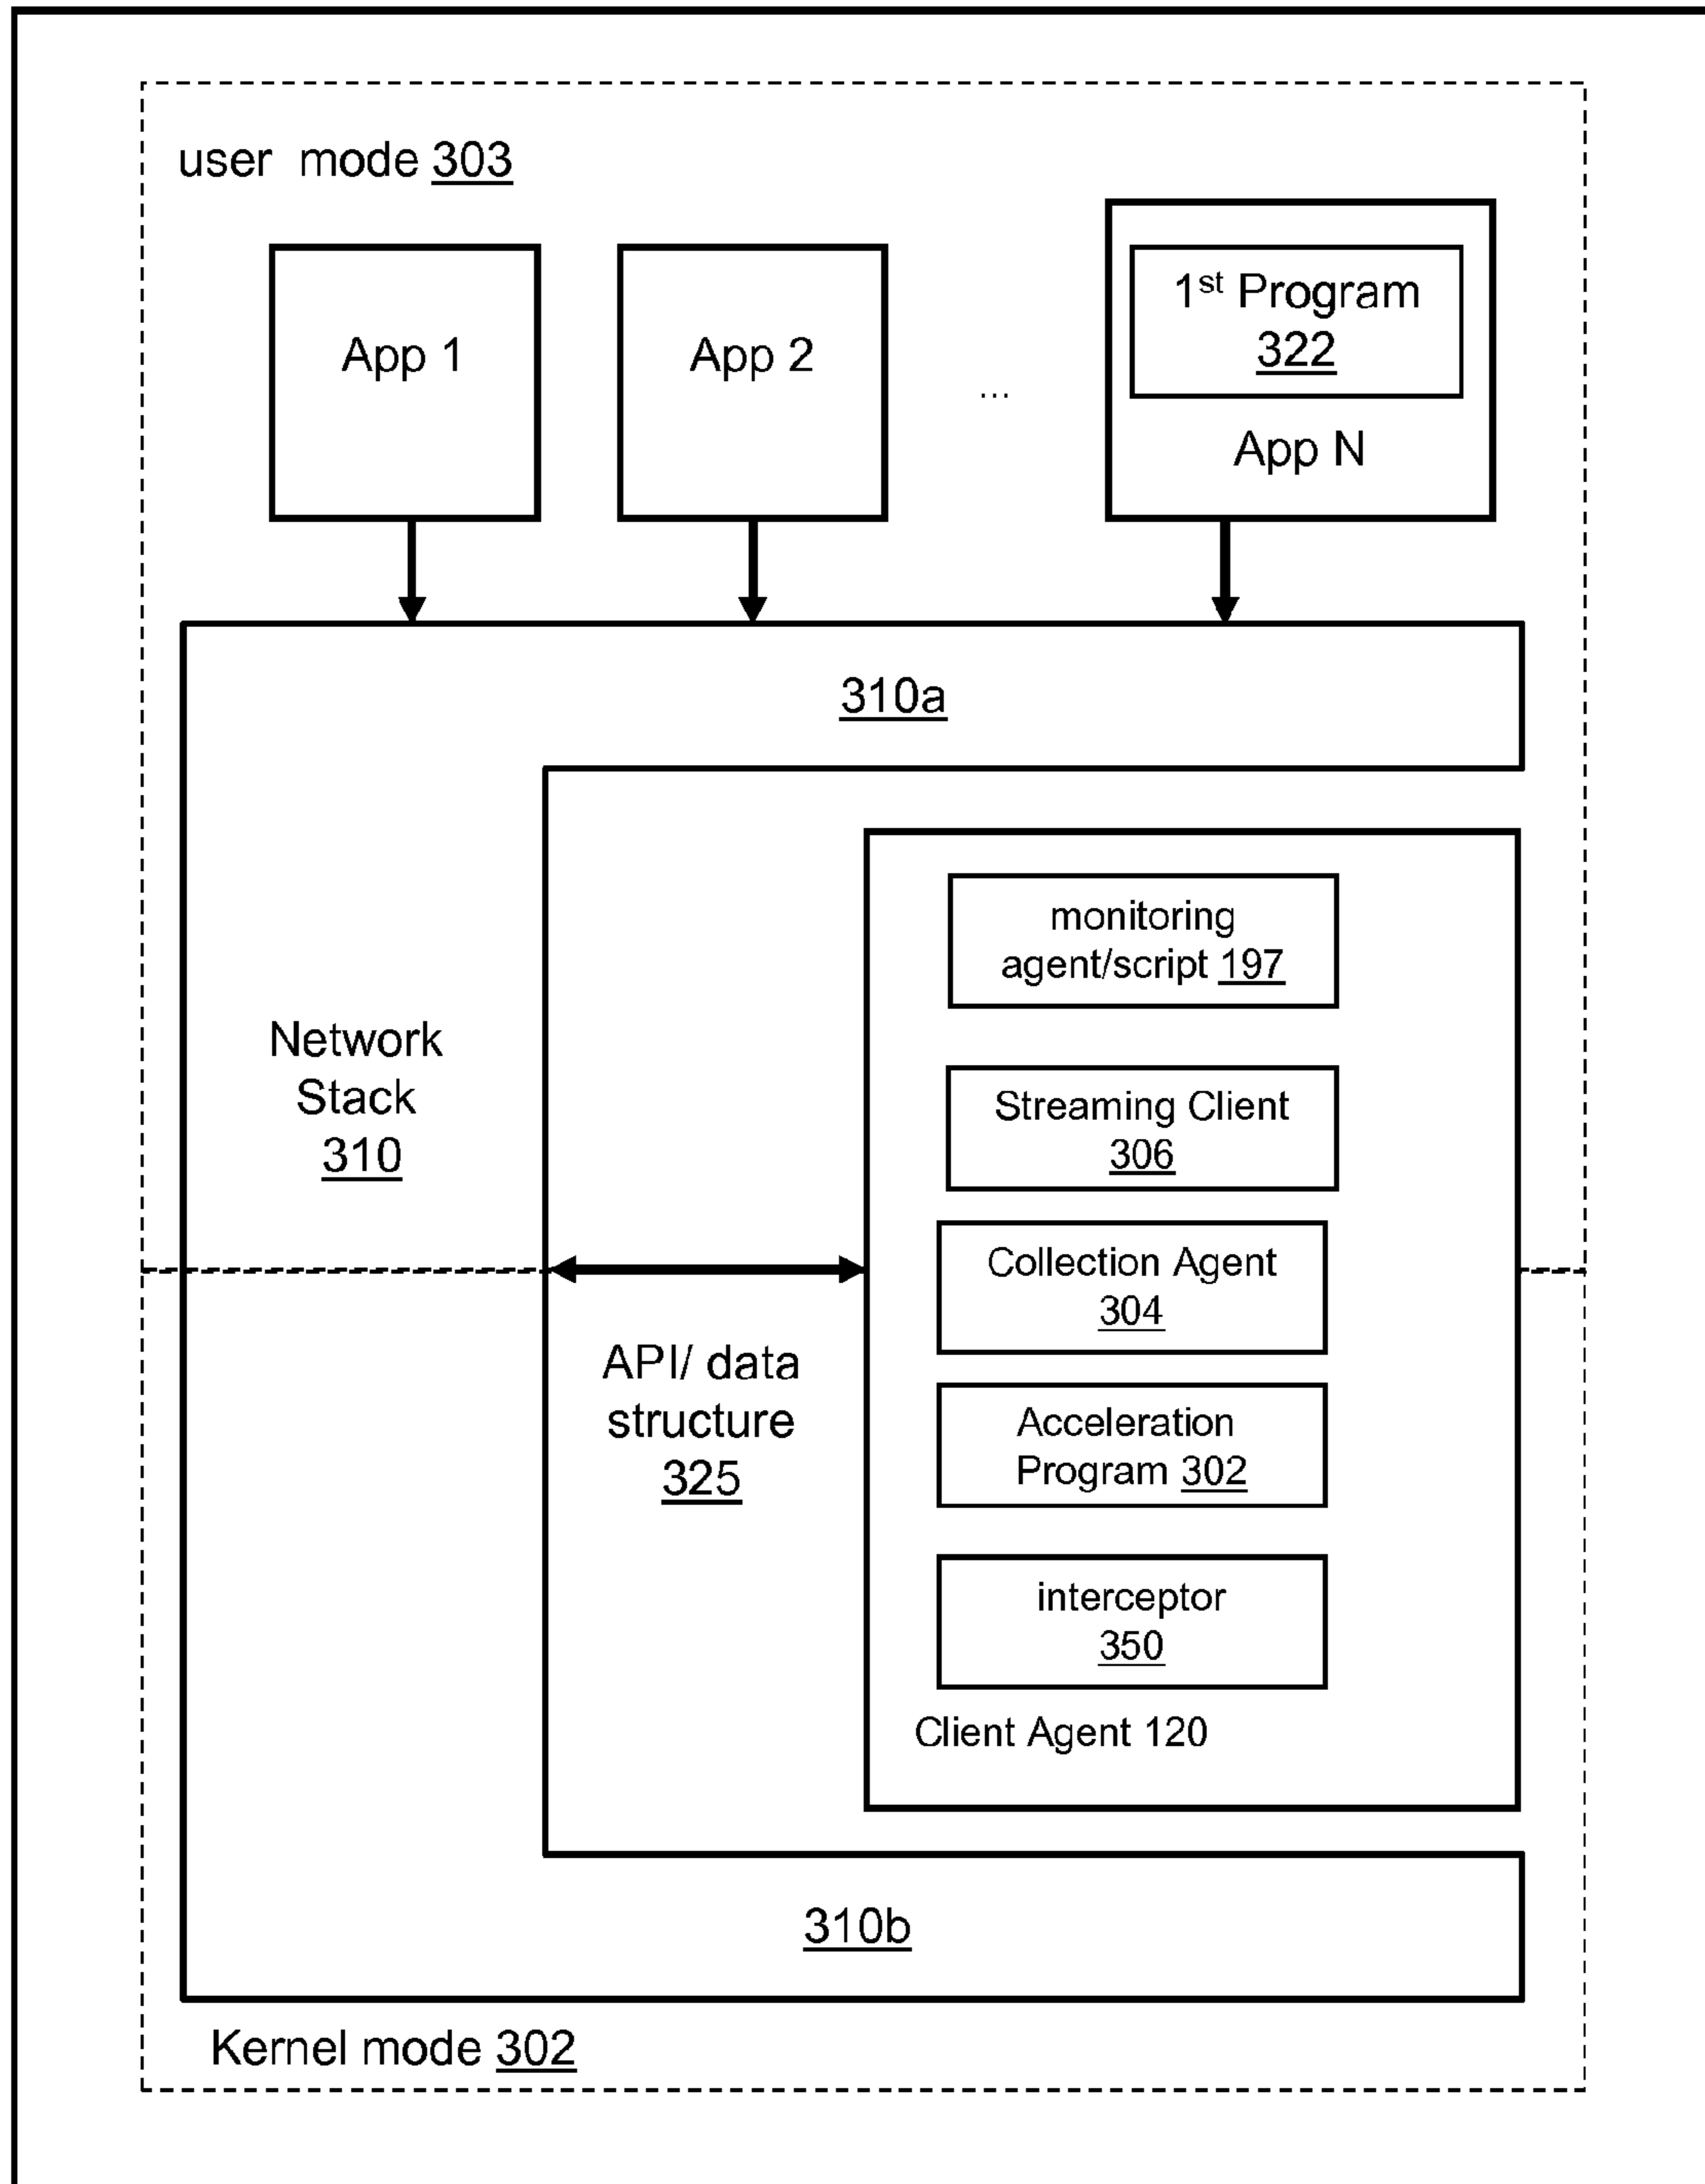 user mode 303
App 1
App 2
...
1st Program
322
App N
310a
monitoring
agent/script 197
Streaming Client
306
Network
Stack
310
Collection Agent
304
API/ data
structure
325
Acceleration
Program 302
interceptor
350
Client Agent 120
310b
Kernel mode 302